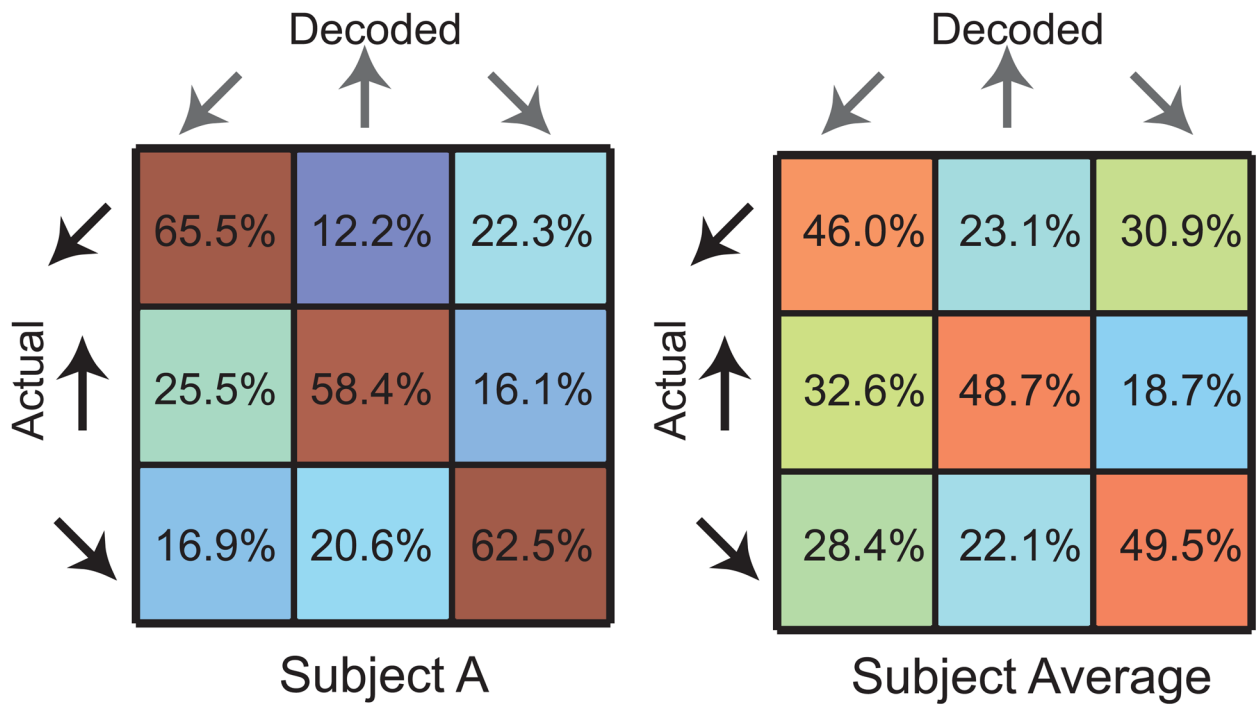 Decoded Decoded
65.5% 12.2% 22.3% 46.0% 23.1% 30.9%
Actual 25.5% 58.4% 16.1% Actual 32.6% 48.7% 18.7%
16.9% 20.6% 62.5% 28.4% 22.1% 49.5%
Subject A Subject Average